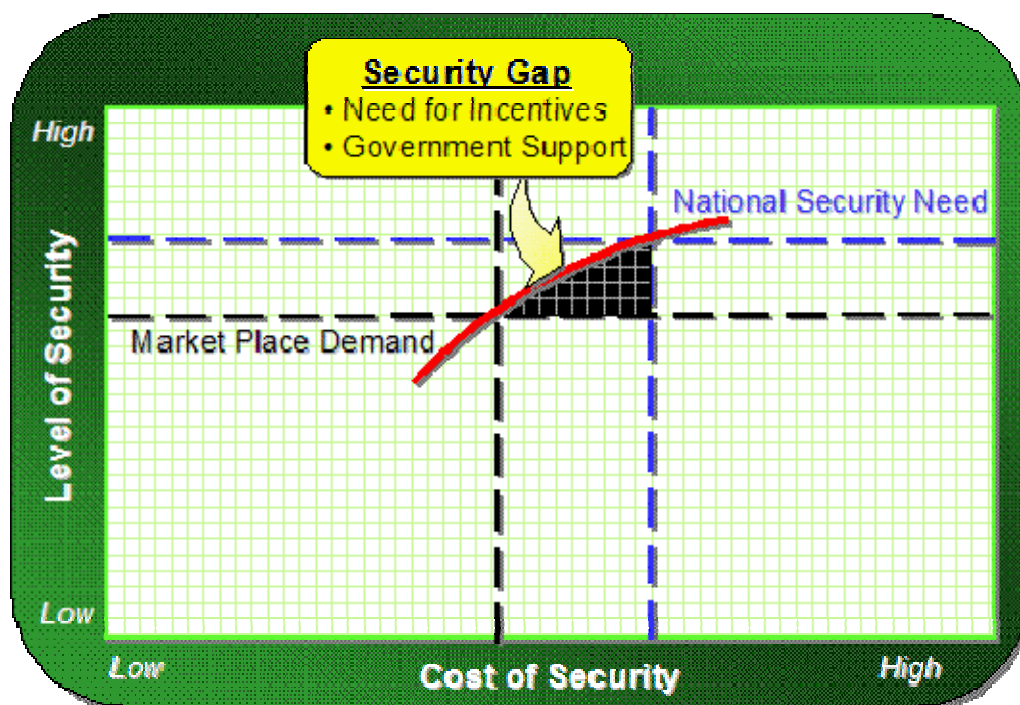 Security Gap
• Need for Incentives
• Government Support
High
National Security Need
Level of Security
Market Place Demand
Low
Low
Cost of Security
High